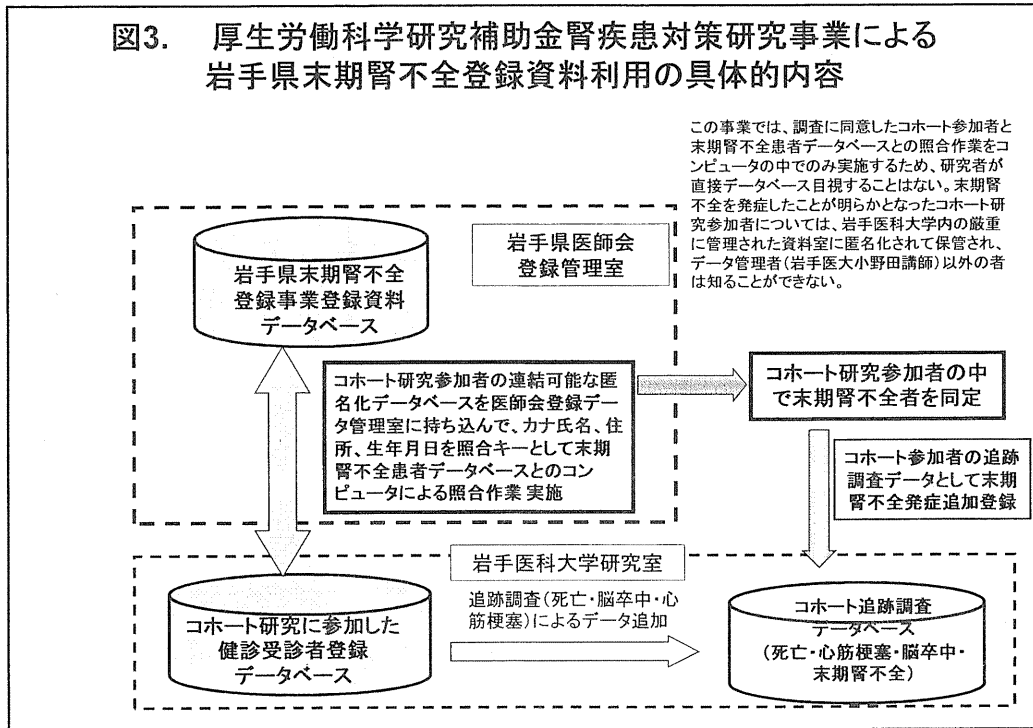 図3. 厚生労働科学研究補助金腎疾患対策研究事業による
岩手県末期腎不全登録資料利用の具体的内容
この事業では、調査に同意したコホート参加者と
末期腎不全患者データベースとの照合作業をコ
ンピュータの中でのみ実施するため、研究者が
直接データベース目視することはない。末期腎
不全を発症したことが明らかとなったコホート研
究参加者については、岩手医科大学内の厳重
に管理された資料室に匿名化されて保管され、
データ管理者(岩手医大小野田講師)以外の者
は知ることができない。
岩手県医師会
登録管理室
岩手県末期腎不全
登録事業登録資料
データベース
コホート研究参加者の連結可能な匿
名化データベースを医師会登録デー
タ管理室に持ち込んで、カナ氏名、住
所、生年月日を照合キーとして末期
腎不全患者データベースとのコン
ピュータによる照合作業 実施
コホート研究参加者の中
で末期腎不全者を同定
コホート参加者の追跡
調査データとして末期
腎不全発症追加登録
岩手医科大学研究室
追跡調査(死亡・脳卒中・心
筋梗塞)によるデータ追加
コホート研究に参加した
健診受診者登録
データベース
コホート追跡調査
データベース
(死亡・心筋梗塞・脳卒中・
末期腎不全)